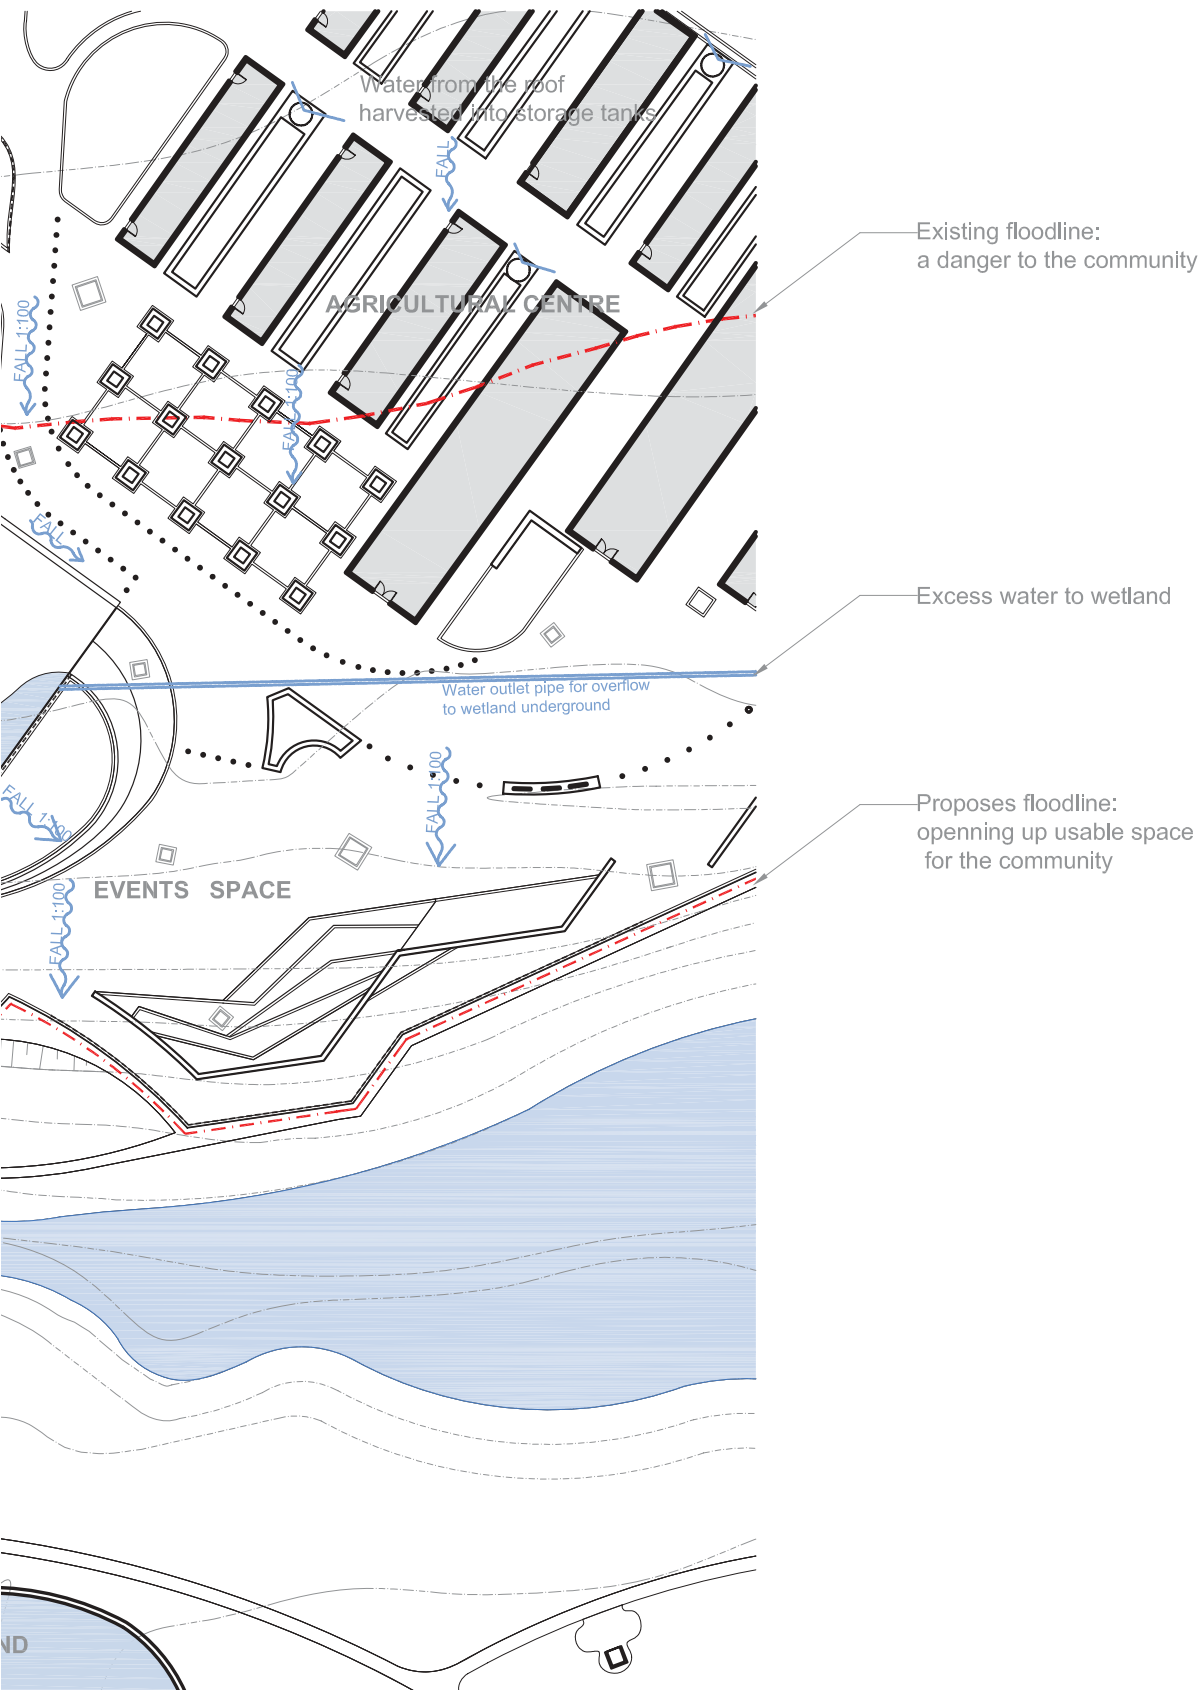 Water from the roof
harvested into storage tanks
FALL
Existing floodline:
a danger to the community
AGRICULTURAL CENTRE
FALL 1:100
FALL 1:100
FALL
Excess water to wetland
Water outlet pipe for overflow
to wetland underground
FALL 1:100
FALL 1:100
Proposes floodline:
openning up usable space
for the community
EVENTS SPACE
FALL 1:100
ND